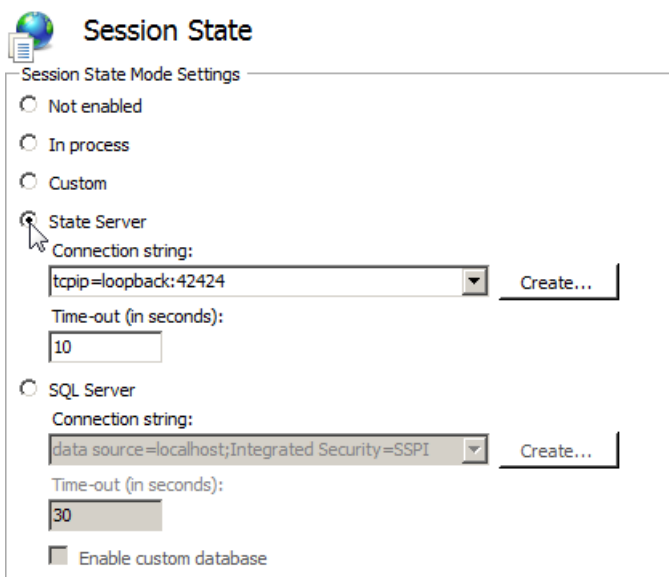 Session State
Session State Mode Settings
Not enabled
In process
Custom
State Server
Connection string:
tcpip=loopback:42424
Create...
Time-out (in seconds):
10
SQL Server
Connection string:
data source=localhost;Integrated Security=SSPI
Create...
Time-out (in seconds):
30
Enable custom database